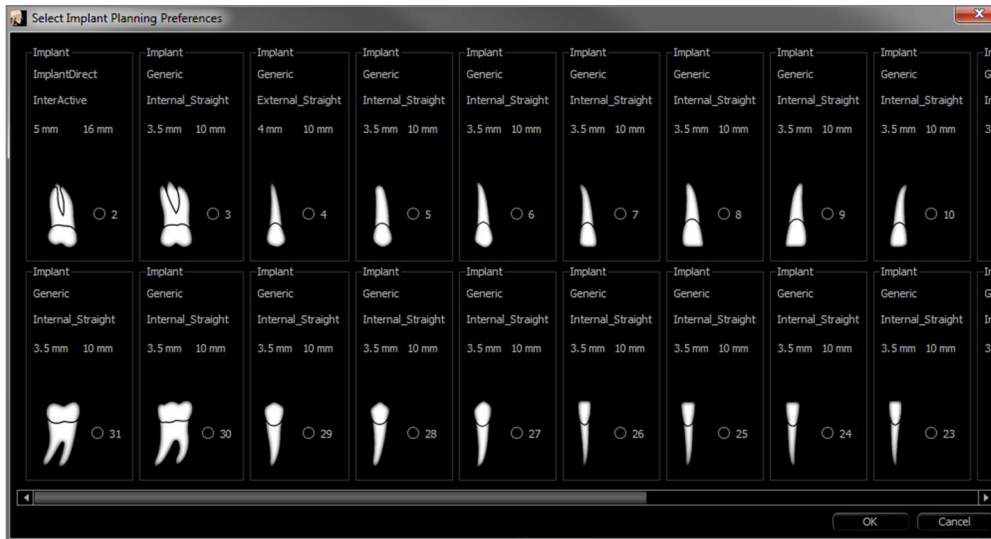 Select Implant Planning Preferences
Implant Implant Implant Implant Implant Implant Implant Implant Implant
ImplantDirect Generic Generic Generic Generic Generic Generic Generic Generic
InterActive Internal_Straight External_Straight Internal_Straight Internal_Straight Internal_Straight Internal_Straight Internal_Straight Internal_Straight
5 mm 16 mm 3.5 mm 10 mm 4 mm 10 mm 3.5 mm 10 mm 3.5 mm 10 mm 3.5 mm 10 mm 3.5 mm 10 mm 3.5 mm 10 mm 3.5 mm 10 mm 3
2 3 4 5 6 7 8 9 10
Implant Implant Implant Implant Implant Implant Implant Implant Implant
Generic Generic Generic Generic Generic Generic Generic Generic Generic G
Internal_Straight Internal_Straight Internal_Straight Internal_Straight Internal_Straight Internal_Straight Internal_Straight Internal_Straight Internal_Straight
3.5 mm 10 mm 3.5 mm 10 mm 3.5 mm 10 mm 3.5 mm 10 mm 3.5 mm 10 mm 3.5 mm 10 mm 3.5 mm 10 mm 3.5 mm 10 mm 3.5 mm 10 mm 3
31 30 29 28 27 26 25 24 23
OK Cancel